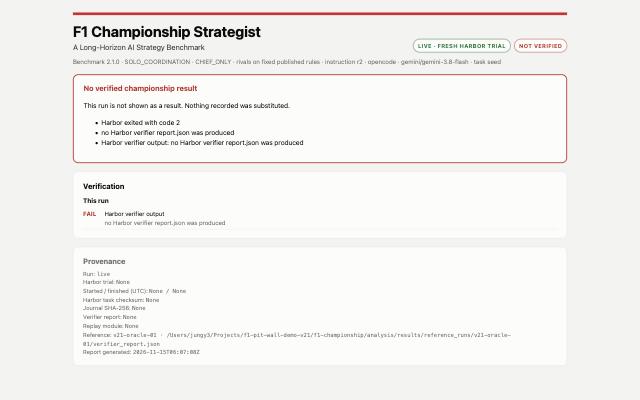 F1 Championship Strategist
A Long-Horizon AI Strategy Benchmark
LIVE · FRESH HARBOR TRIAL
NOT VERIFIED
Benchmark 2.1.0 · SOLO_COORDINATION · CHIEF_ONLY · rivals on fixed published rules · instruction r2 · opencode · gemini/gemini-3.8-flash · task seed
No verified championship result
This run is not shown as a result. Nothing recorded was substituted.
• Harbor exited with code 2
• no Harbor verifier report.json was produced
• Harbor verifier output: no Harbor verifier report.json was produced
Verification
This run
FAIL Harbor verifier output
no Harbor verifier report.json was produced
Provenance
Run: live
Harbor trial: None
Started / finished (UTC): None / None
Harbor task checksum: None
Journal SHA-256: None
Verifier report: None
Replay module: None
Reference: v21-oracle-01 · /Users/jungy3/Projects/f1-pit-wall-demo-v21/f1-championship/analysis/results/reference_runs/v21-oracle-
01/verifier_report.json
Report generated: 2026-11-15T06:07:08Z